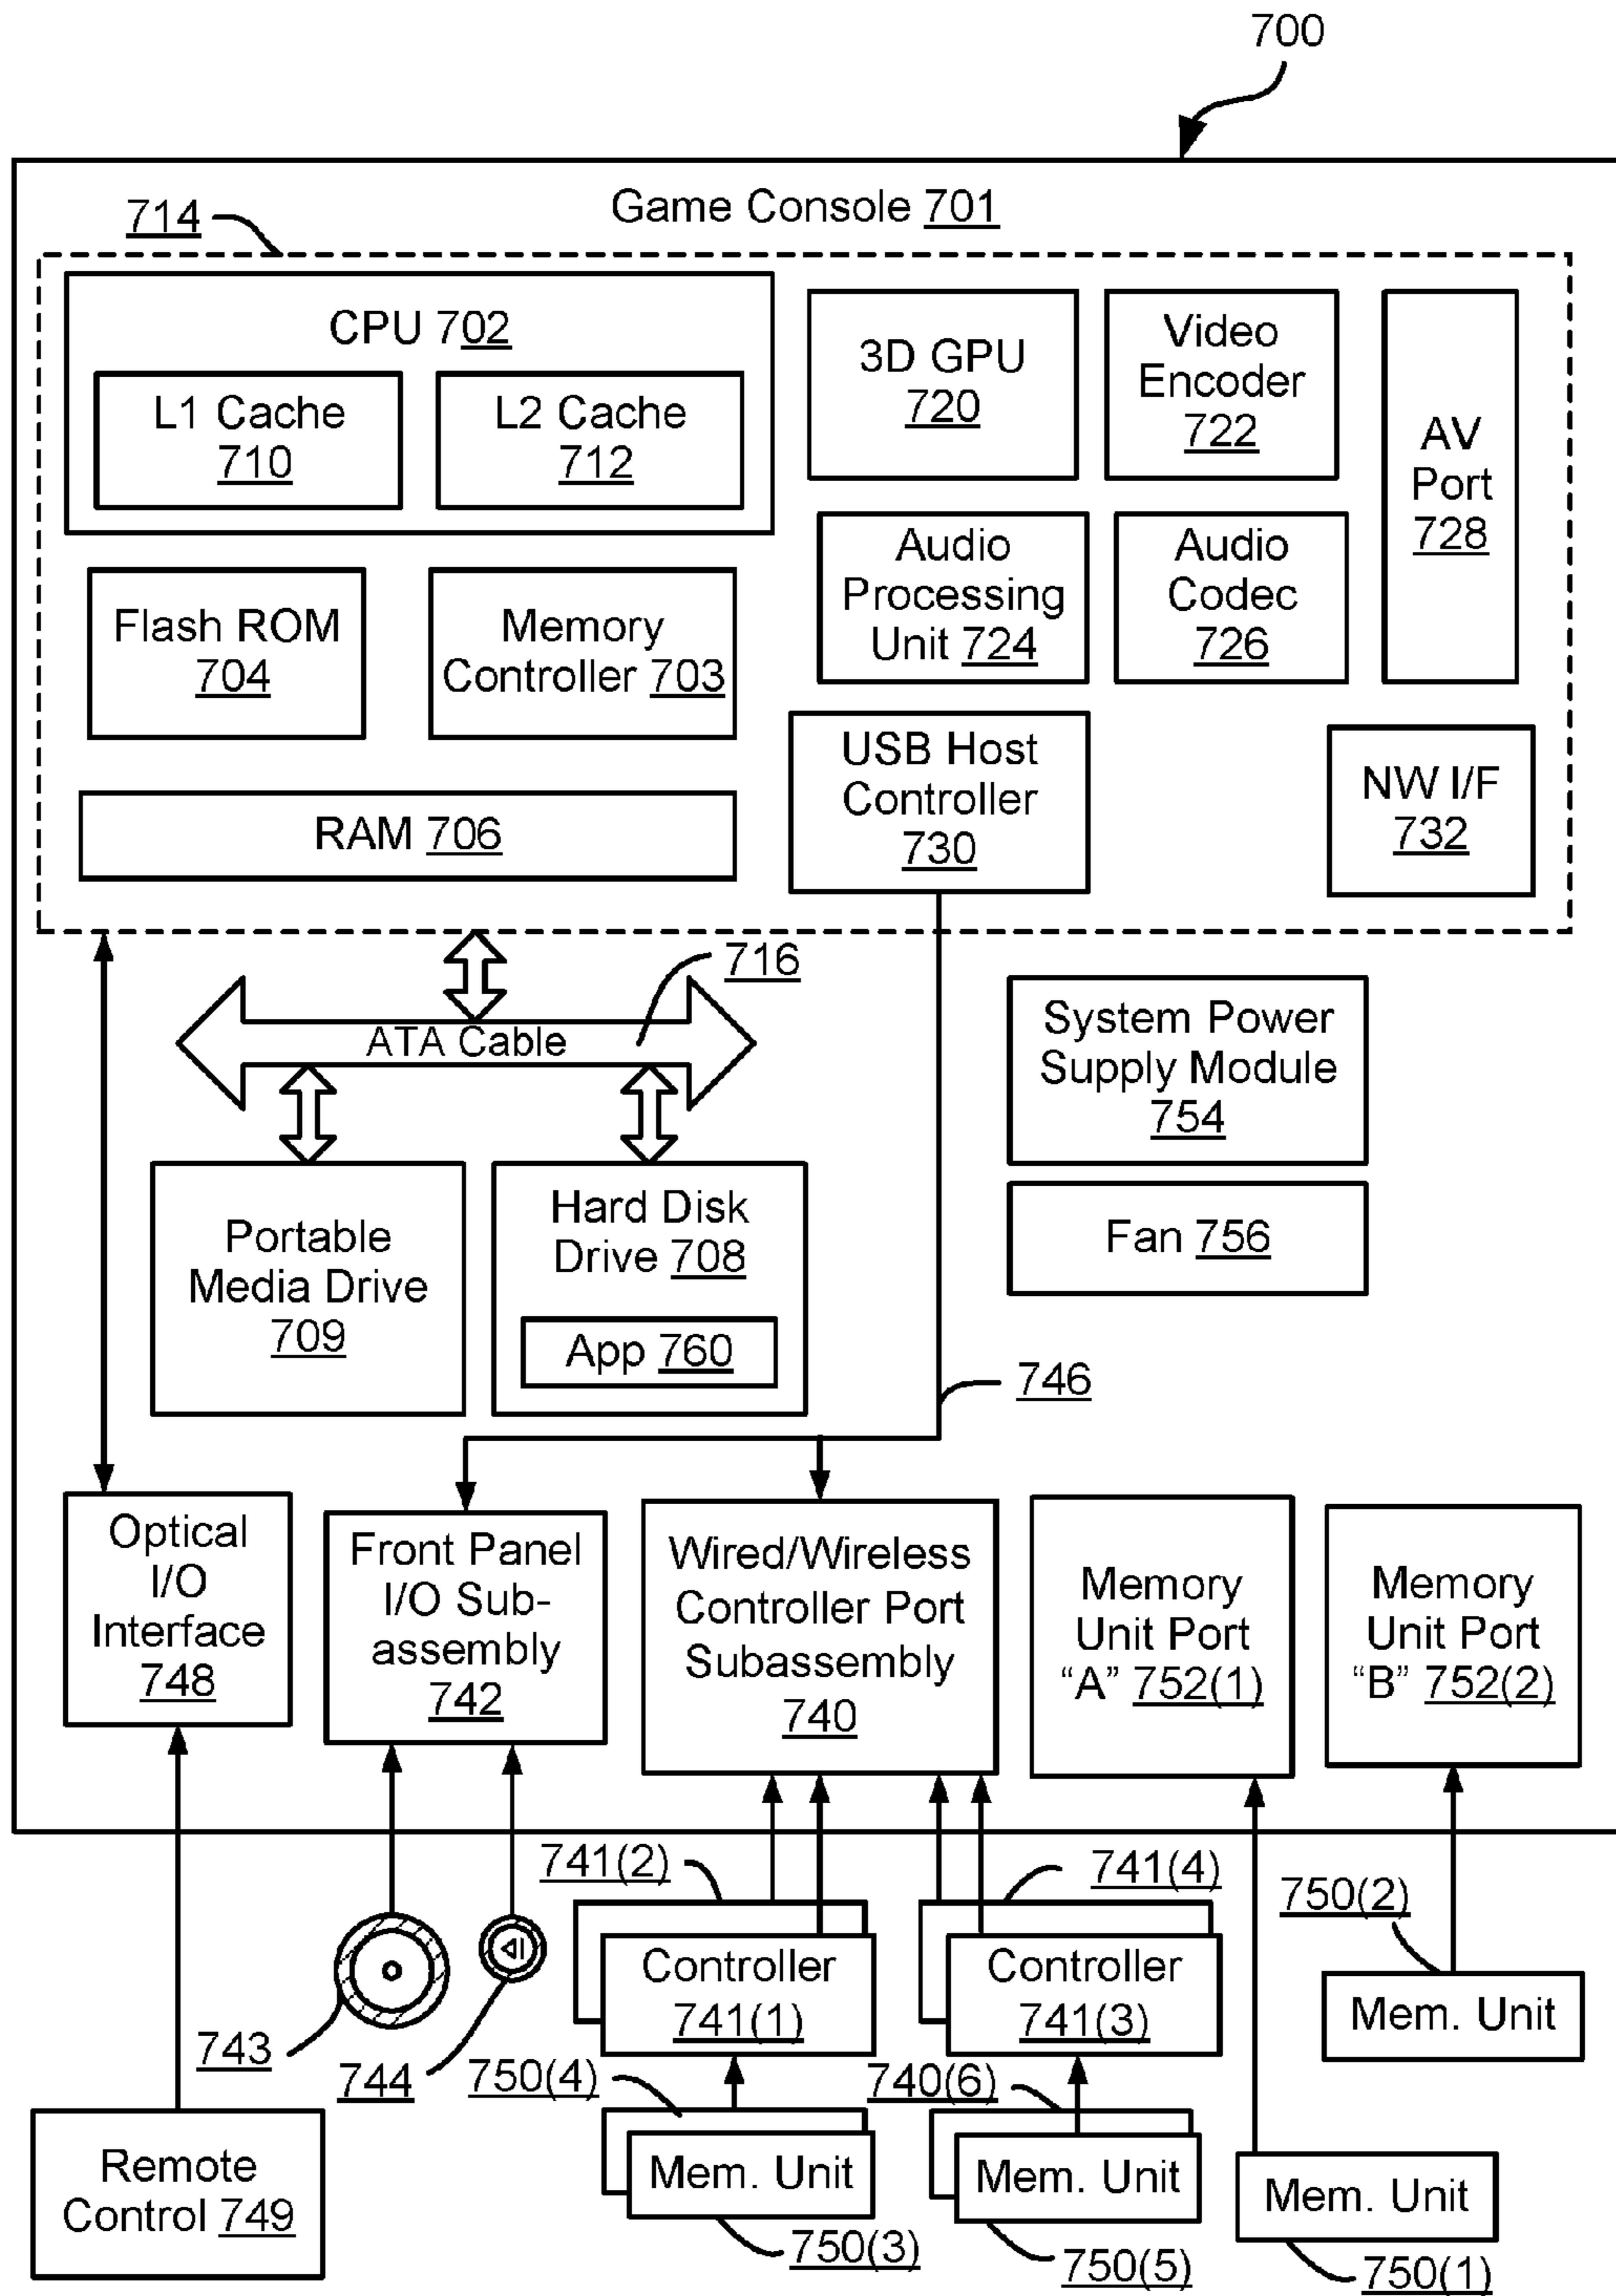 700
Game Console 701
714
CPU 702
L1 Cache
710
L2 Cache
712
3D GPU
720
Video
Encoder
722
AV
Port
728
Audio
Processing
Unit 724
Audio
Codec
726
Flash ROM
704
Memory
Controller 703
USB Host
Controller
730
NW I/F
732
RAM 706
716
ATA Cable
System Power
Supply Module
754
Portable
Media Drive
709
Hard Disk
Drive 708
App 760
Fan 756
746
Optical
I/O
Interface
748
Front Panel
I/O Sub-
assembly
742
Wired/Wireless
Controller Port
Subassembly
740
Memory
Unit Port
“A” 752(1)
Memory
Unit Port
“B” 752(2)
741(2)
741(4)
750(2)
Controller
741(1)
Controller
741(3)
Mem. Unit
743
744
750(4)
740(6)
Remote
Control 749
Mem. Unit
Mem. Unit
Mem. Unit
750(3)
750(5)
750(1)